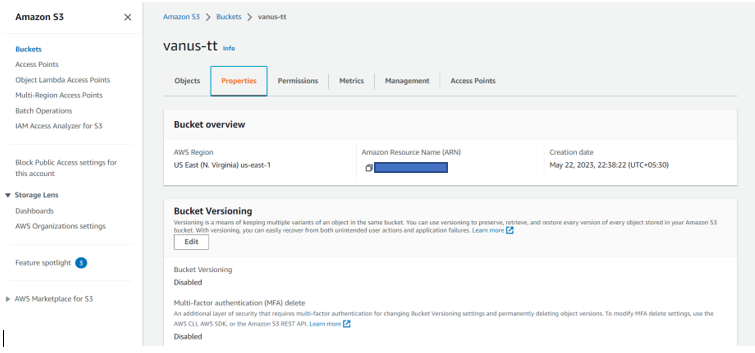 Amazon S3
Buckets
Access Points
Object Lambda Access Points
Multi-Region Access Points
Batch Operations
IAM Access Analyzer for S3
Block Public Access settings for
this account
Storage Lens
Dashboards
AWS Organizations settings
Feature spotlight 3
AWS Marketplace for S3
Amazon S3 > Buckets > vanus-tt
vanus-tt Info
Objects Properties Permissions Metrics Management Access Points
Bucket overview
AWS Region Amazon Resource Name (ARN) Creation date
US East (N. Virginia) us-east-1 May 22, 2023, 22:38:22 (UTC+05:30)
Bucket Versioning
Versioning is a means of keeping multiple variants of an object in the same bucket. You can use versioning to preserve, retrieve, and restore every version of every object stored in your Amazon S3
bucket. With versioning, you can easily recover from both unintended user actions and application failures. Learn more
Edit
Bucket Versioning
Disabled
Multi-factor authentication (MFA) delete
An additional layer of security that requires multi-factor authentication for changing Bucket Versioning settings and permanently deleting object versions. To modify MFA delete settings, use the
AWS CLI, AWS SDK, or the Amazon S3 REST API. Learn more
Disabled